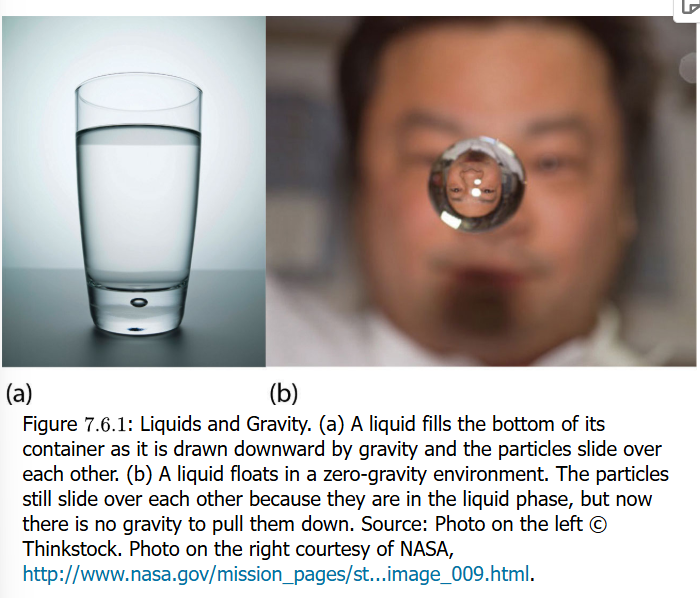 (a)
(b)
Figure 7.6.1: Liquids and Gravity. (a) A liquid fills the bottom of its
container as it is drawn downward by gravity and the particles slide over
each other. (b) A liquid floats in a zero-gravity environment. The particles
still slide over each other because they are in the liquid phase, but now
there is no gravity to pull them down. Source: Photo on the left ©
Thinkstock. Photo on the right courtesy of NASA,
http://www.nasa.gov/mission_pages/st...image_009.html.